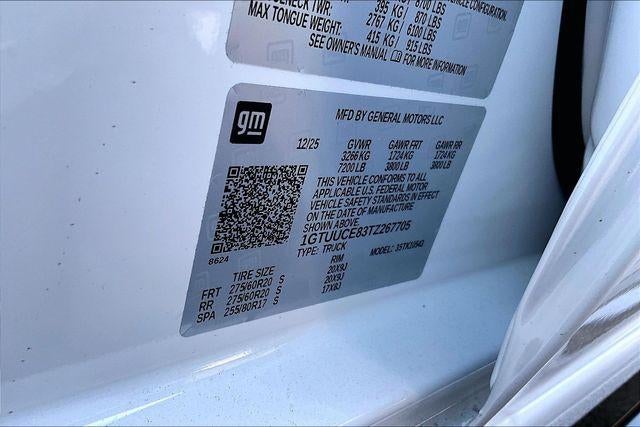 395 KG 8700 LBS
MAX TONGUE WEIGHT: 2767 KG 6100 LBS
415 KG 915 LBS
SEE OWNER'S MANUAL FOR MORE INFORMATION
gm
MFD BY GENERAL MOTORS LLC
12/25 GVWR GAWR FRT GAWR RR
3266 KG 1724 KG 1724 KG
7200 LB 3800 LB 3800 LB
THIS VEHICLE CONFORMS TO ALL
APPLICABLE U.S. FEDERAL MOTOR
VEHICLE SAFETY STANDARDS IN EFFECT
ON THE DATE OF MANUFACTURE
SHOWN ABOVE.
1GTUUCE83TZ267705
TYPE: TRUCK MODEL:
8624
TIRE SIZE RIM
FRT 275/60R20 S 20X9J
RR 275/60R20 S 20X9J
SPA 255/80R17 S 17X8J